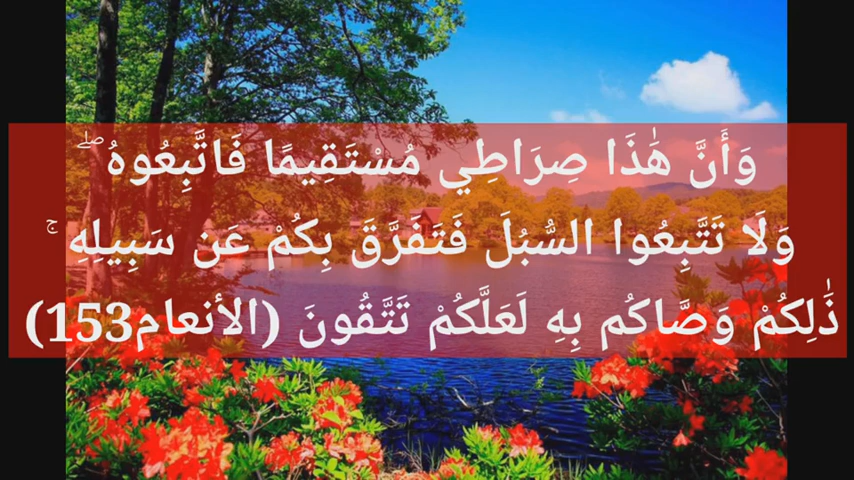 وَأَنَّ هَٰذَا صِرَاطِي مُسْتَقِيمًا فَاتَّبِعُوهُ ۖ
وَلَا تَتَّبِعُوا السُّبُلَ فَتَفَرَّقَ بِكُمْ عَن سَبِيلِهِ ۚ
ذَٰلِكُمْ وَصَّاكُم بِهِ لَعَلَّكُمْ تَتَّقُونَ (الأنعام153)